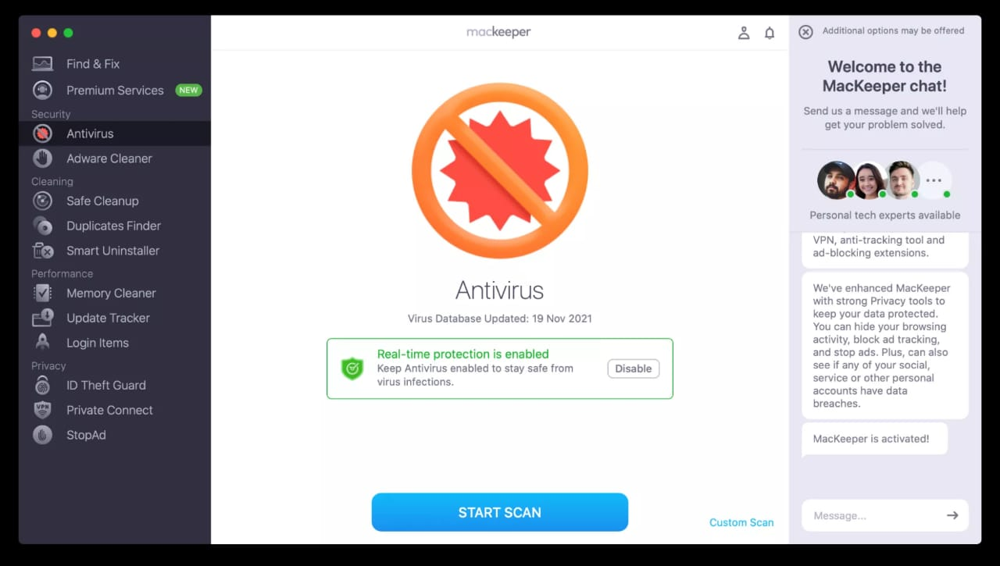 Find & Fix
Premium Services NEW
Security
Antivirus
Adware Cleaner
Cleaning
Safe Cleanup
Duplicates Finder
Smart Uninstaller
Performance
Memory Cleaner
Update Tracker
Login Items
Privacy
ID Theft Guard
VPN
Private Connect
StopAd
mackeeper
Antivirus
Virus Database Updated: 19 Nov 2021
Real-time protection is enabled
Keep Antivirus enabled to stay safe from
virus infections.
Disable
START SCAN
Custom Scan
Additional options may be offered
Welcome to the
MacKeeper chat!
Send us a message and we'll help
get your problem solved.
Personal tech experts available
VPN, anti-tracking tool and
ad-blocking extensions.
We've enhanced MacKeeper
with strong Privacy tools to
keep your data protected.
You can hide your browsing
activity, block ad tracking,
and stop ads. Plus, can also
see if any of your social,
service or other personal
accounts have data
breaches.
MacKeeper is activated!
Message...